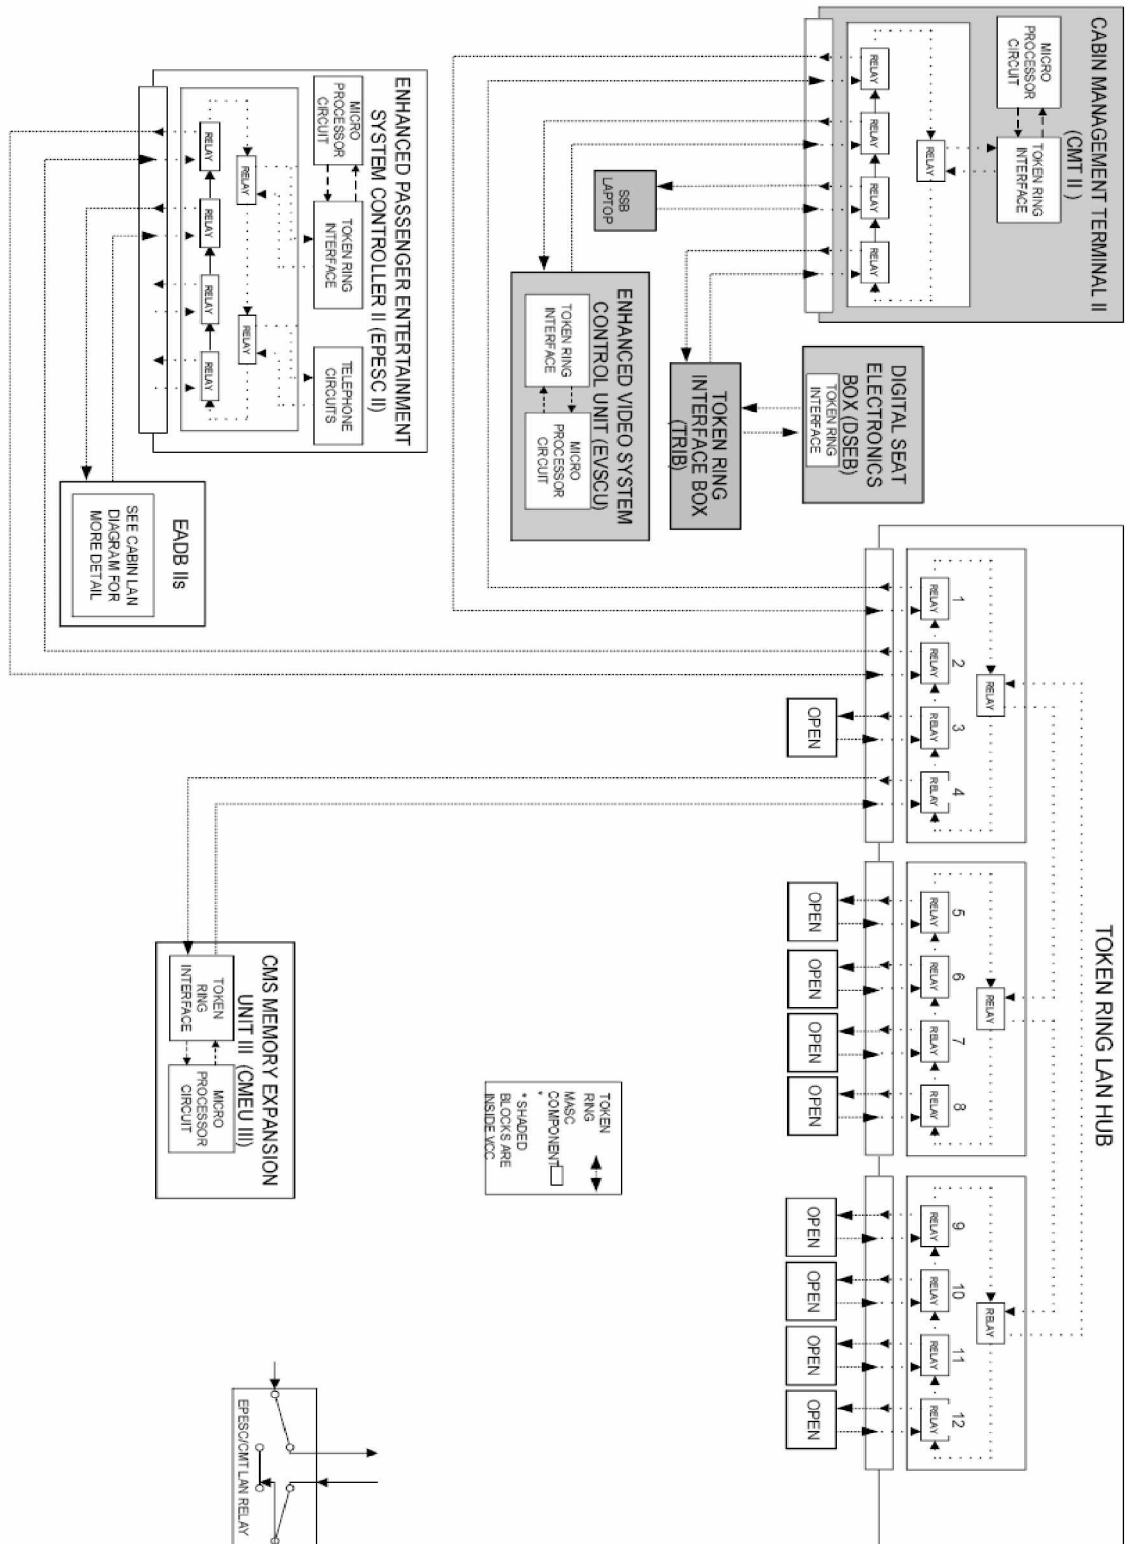 CABIN MANAGEMENT TERMINAL II
(CMT II )
MICRO
PROCESSOR
CIRCUIT
TOKEN RING
INTERFACE
RELAY
RELAY
RELAY
RELAY
RELAY
SSB
LAPTOP
DIGITAL SEAT
ELECTRONICS
BOX (DSEB)
TOKEN RING
INTERFACE
TOKEN RING
INTERFACE BOX
(TRIB)
ENHANCED VIDEO SYSTEM
CONTROL UNIT (EVSCU)
TOKEN RING
INTERFACE
MICRO
PROCESSOR
CIRCUIT
ENHANCED PASSENGER ENTERTAINMENT
SYSTEM CONTROLLER II (EPESC II)
MICRO
PROCESSOR
CIRCUIT
TOKEN RING
INTERFACE
TELEPHONE
CIRCUITS
RELAY
RELAY
RELAY
RELAY
RELAY
RELAY
EADB IIs
SEE CABIN LAN
DIAGRAM FOR
MORE DETAIL
TOKEN RING LAN HUB
RELAY
1
RELAY
2
RELAY
3
RELAY
4
RELAY
OPEN
RELAY
5
RELAY
6
RELAY
7
RELAY
8
RELAY
OPEN
OPEN
OPEN
OPEN
RELAY
9
RELAY
10
RELAY
11
RELAY
12
RELAY
OPEN
OPEN
OPEN
OPEN
TOKEN
RING
MASC
COMPONENT
*
* SHADED
BLOCKS ARE
INSIDE VCC
CMS MEMORY EXPANSION
UNIT III (CMEU III)
TOKEN
RING
INTERFACE
MICRO
PROCESSOR
CIRCUIT
EPESC/CMT LAN RELAY